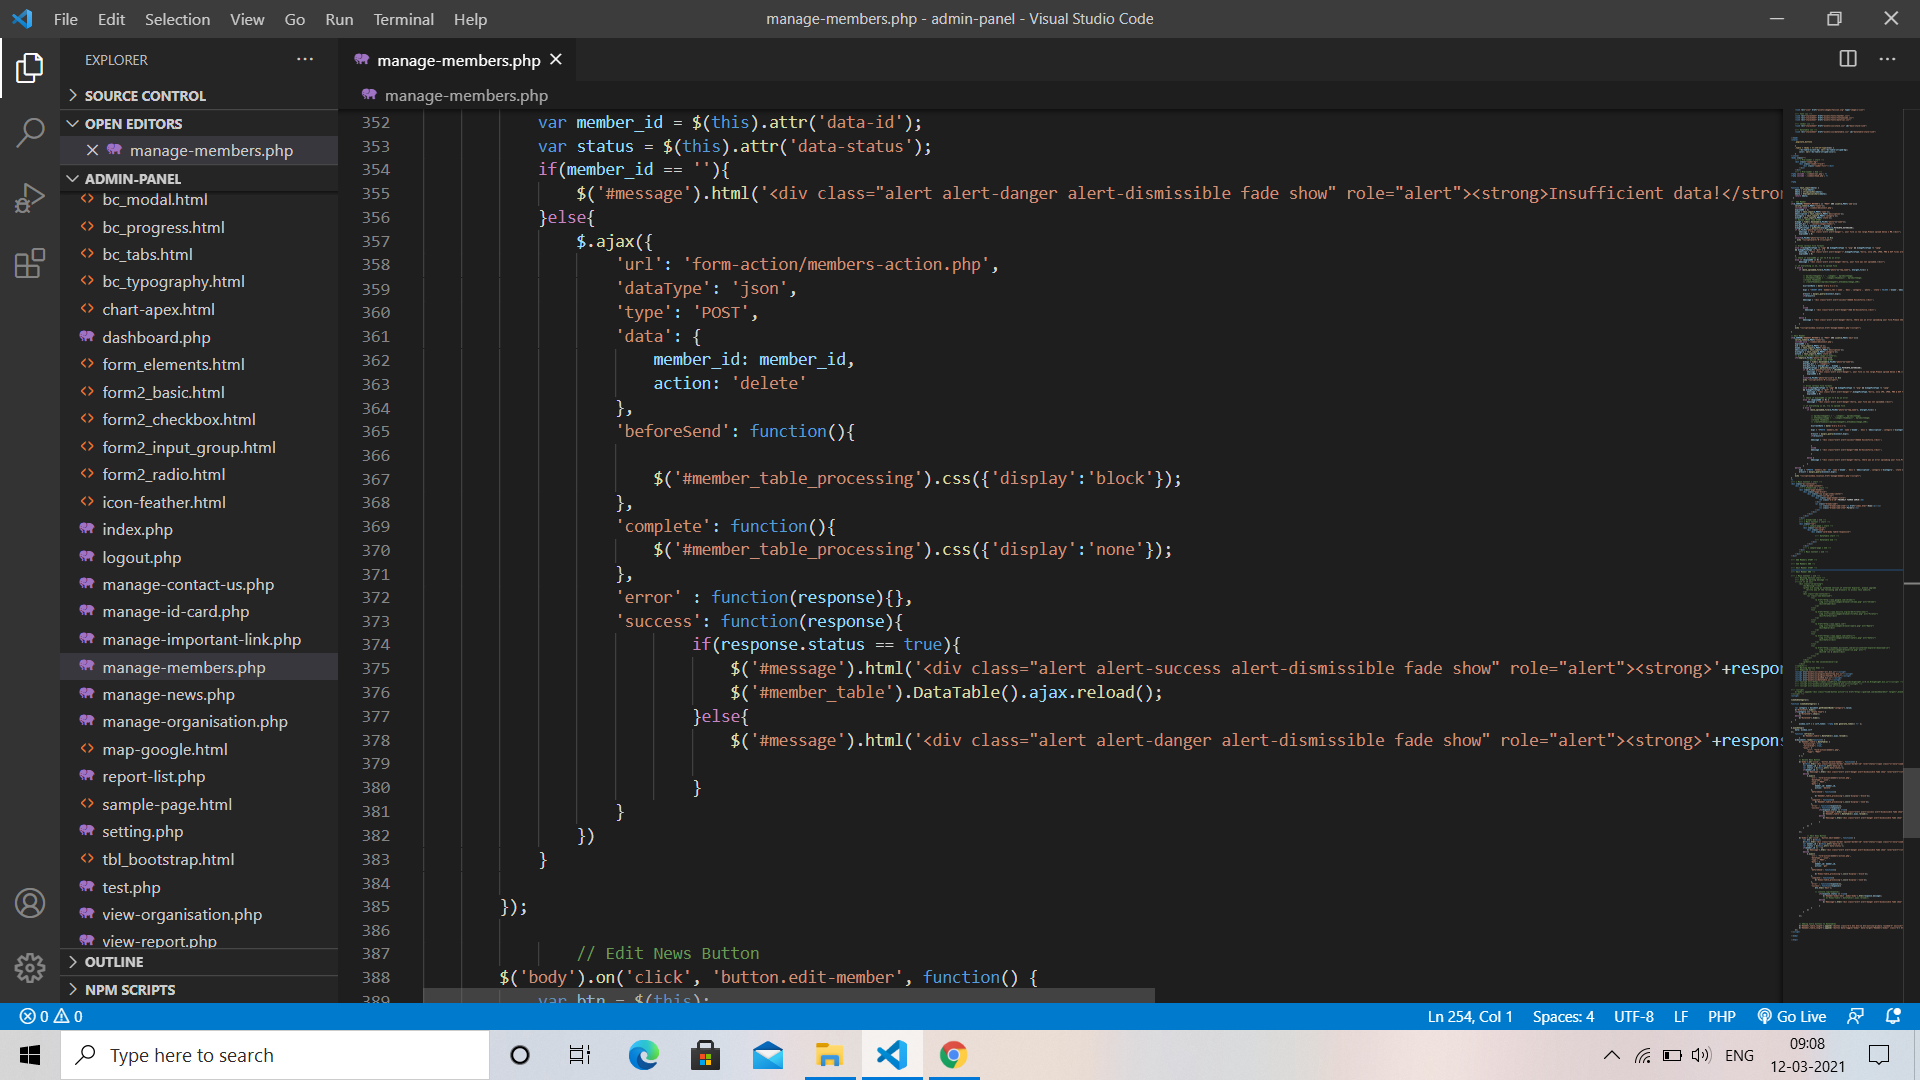 File Edit Selection View Go Run Terminal Help
manage-members.php - admin-panel - Visual Studio Code
EXPLORER
SOURCE CONTROL
OPEN EDITORS
manage-members.php
ADMIN-PANEL
bc_modal.html
bc_progress.html
bc_tabs.html
bc_typography.html
chart-apex.html
dashboard.php
form_elements.html
form2_basic.html
form2_checkbox.html
form2_input_group.html
form2_radio.html
icon-feather.html
index.php
logout.php
manage-contact-us.php
manage-id-card.php
manage-important-link.php
manage-members.php
manage-news.php
manage-organisation.php
map-google.html
report-list.php
sample-page.html
setting.php
tbl_bootstrap.html
test.php
view-organisation.php
view-report.php
OUTLINE
NPM SCRIPTS
manage-members.php
manage-members.php
352 var member_id = $(this).attr('data-id');
353 var status = $(this).attr('data-status');
354 if(member_id == ''){
355 $('#message').html('<div class="alert alert-danger alert-dismissible fade show" role="alert"><strong>Insufficient data!</stron
356 }else{
357 $.ajax({
358 'url': 'form-action/members-action.php',
359 'dataType': 'json',
360 'type': 'POST',
361 'data': {
362 member_id: member_id,
363 action: 'delete'
364 },
365 'beforeSend': function(){
366
367 $('#member_table_processing').css({'display':'block'});
368 },
369 'complete': function(){
370 $('#member_table_processing').css({'display':'none'});
371 },
372 'error' : function(response){},
373 'success': function(response){
374 if(response.status == true){
375 $('#message').html('<div class="alert alert-success alert-dismissible fade show" role="alert"><strong>'+respon
376 $('#member_table').DataTable().ajax.reload();
377 }else{
378 $('#message').html('<div class="alert alert-danger alert-dismissible fade show" role="alert"><strong>'+respons
379
380 }
381 }
382 })
383 }
384
385 });
386
387 // Edit News Button
388 $('body').on('click', 'button.edit-member', function() {
389 var btn = $(this);
0 0
Ln 254, Col 1 Spaces: 4 UTF-8 LF PHP Go Live
Type here to search
ENG
09:08
12-03-2021